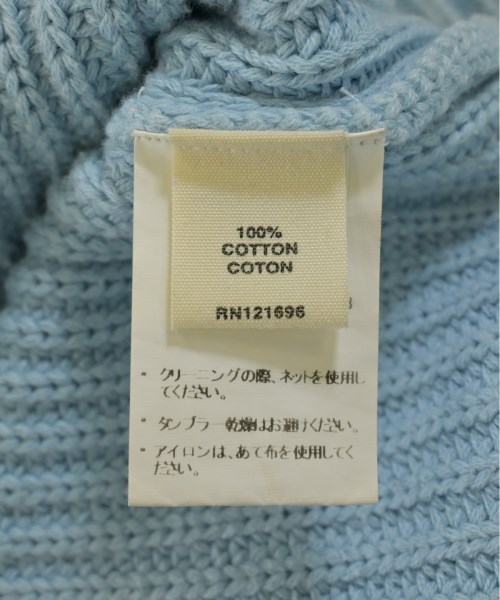 100%
COTTON
COTON
RN121696
・ クリーニングの際、ネットを使用し
てください。
・ タンブラー乾燥はお避けください。
・ アイロンは、あて布を使用してく
ださい。